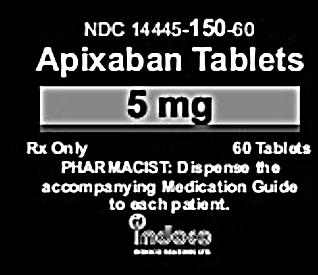 NDC 14445-150-60
Apixaban Tablets
5 mg
Rx Only 60 Tablets
PHARMACIST: Dispense the
accompanying Medication Guide
to each patient.
indoco